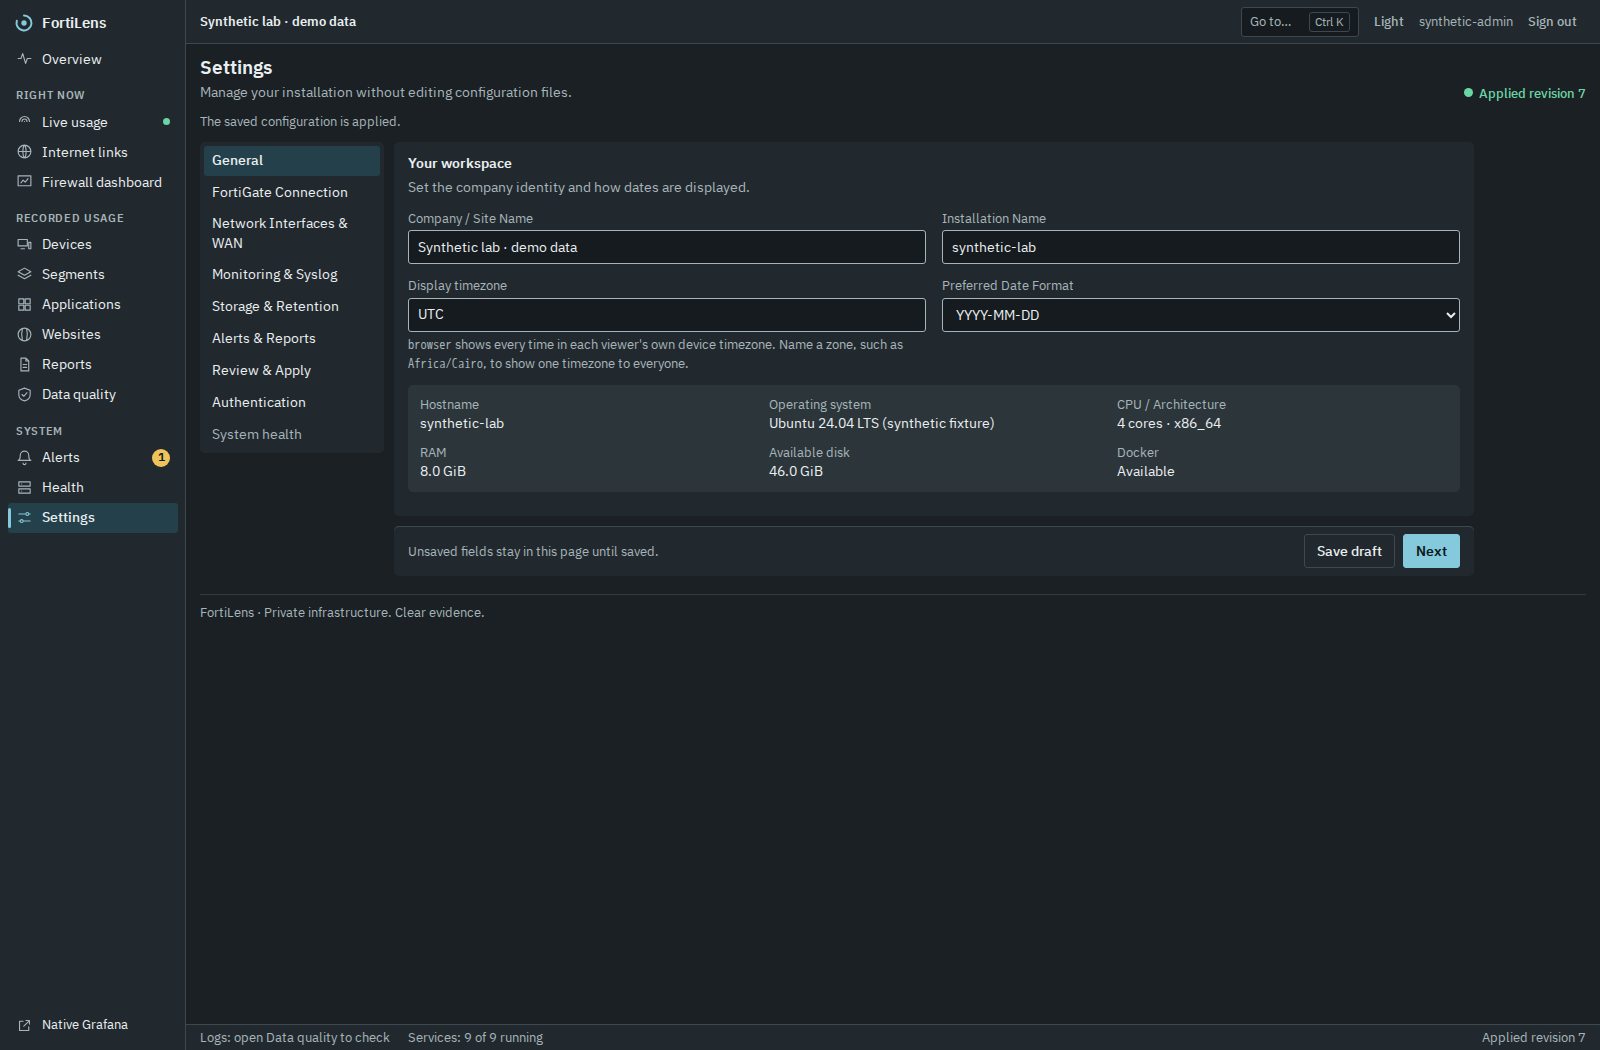 FortiLens
Overview
RIGHT NOW
Live usage
Internet links
Firewall dashboard
RECORDED USAGE
Devices
Segments
Applications
Websites
Reports
Data quality
SYSTEM
Alerts 1
Health
Settings
Native Grafana
Synthetic lab · demo data
Go to... Ctrl K Light synthetic-admin Sign out
Settings
Manage your installation without editing configuration files.
Applied revision 7
The saved configuration is applied.
General
FortiGate Connection
Network Interfaces &
WAN
Monitoring & Syslog
Storage & Retention
Alerts & Reports
Review & Apply
Authentication
System health
Your workspace
Set the company identity and how dates are displayed.
Company / Site Name
Synthetic lab · demo data
Installation Name
synthetic-lab
Display timezone
UTC
Preferred Date Format
YYYY-MM-DD
browser shows every time in each viewer's own device timezone. Name a zone, such as
Africa/Cairo, to show one timezone to everyone.
Hostname
synthetic-lab
Operating system
Ubuntu 24.04 LTS (synthetic fixture)
CPU / Architecture
4 cores · x86_64
RAM
8.0 GiB
Available disk
46.0 GiB
Docker
Available
Unsaved fields stay in this page until saved.
Save draft Next
FortiLens · Private infrastructure. Clear evidence.
Logs: open Data quality to check Services: 9 of 9 running Applied revision 7